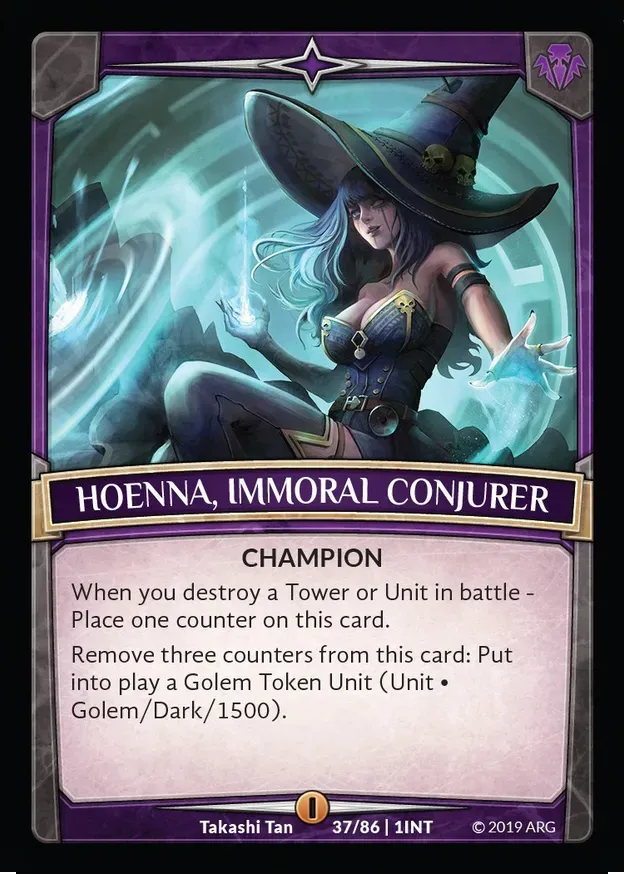 HOENNA, IMMORAL CONJURER
CHAMPION
When you destroy a Tower or Unit in battle -
Place one counter on this card.
Remove three counters from this card: Put
into play a Golem Token Unit (Unit •
Golem/Dark/1500).
I
Takashi Tan 37/86 | 1INT © 2019 ARG